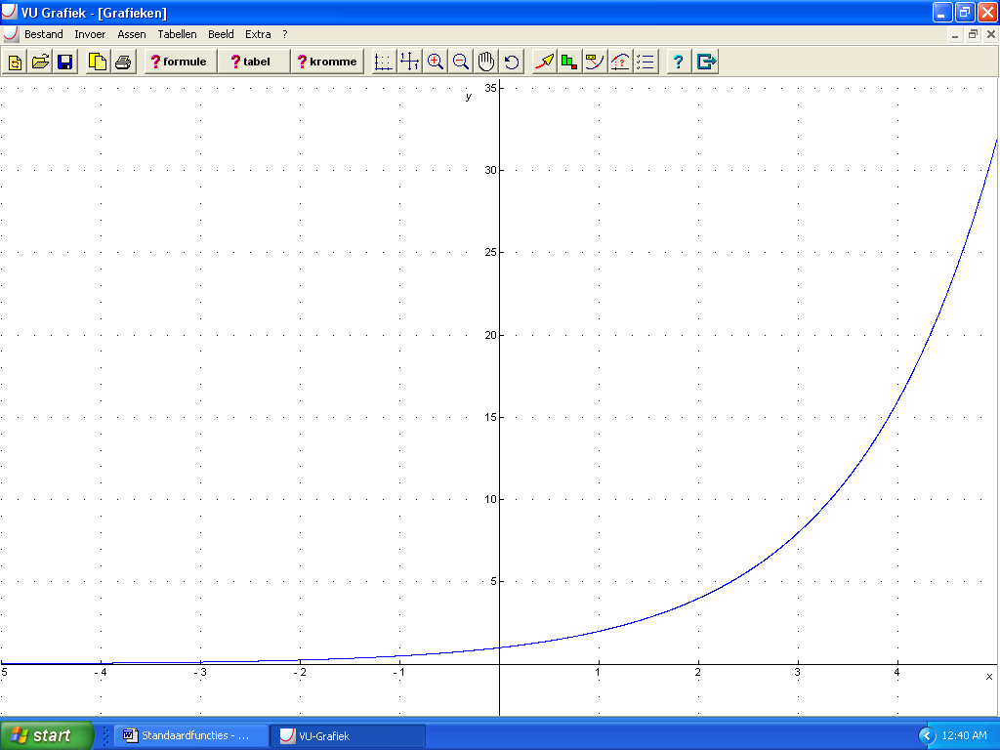 VU Grafiek - [Grafieken]
Bestand Invoer Assen Tabellen Beeld Extra ?
? formule ? tabel ? kromme ?
y
35
30
25
20
15
10
5
5 -4 -3 -2 -1 1 2 3 4
x
start Standaardfuncties - ... VU-Grafiek 12:40 AM